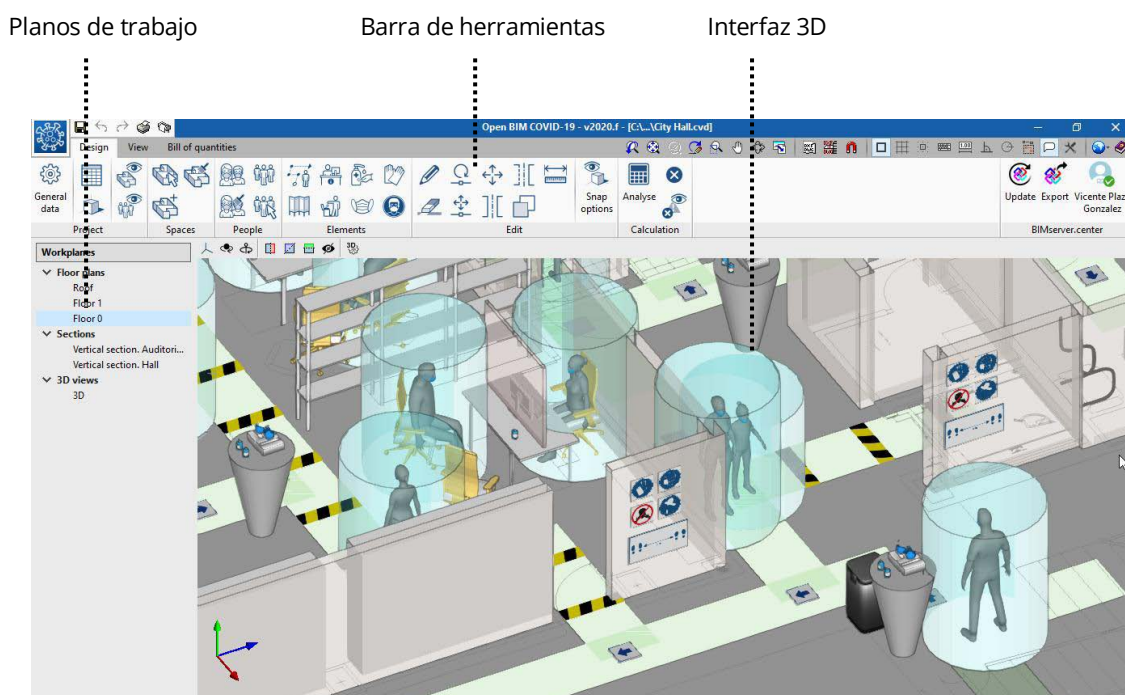 Planos de trabajo Barra de herramientas Interfaz 3D
Open BIM COVID-19 - v2020.f - [C:\...\City Hall.cvd]
Design View Bill of quantities
General data
Snap options
Analyse
Update Export Vicente Plaz
Gonzalez
Project Spaces People Elements Edit Calculation BIMserver.center
Workplanes
Floor plans
Roof
Floor 1
Floor 0
Sections
Vertical section. Auditori...
Vertical section. Hall
3D views
3D